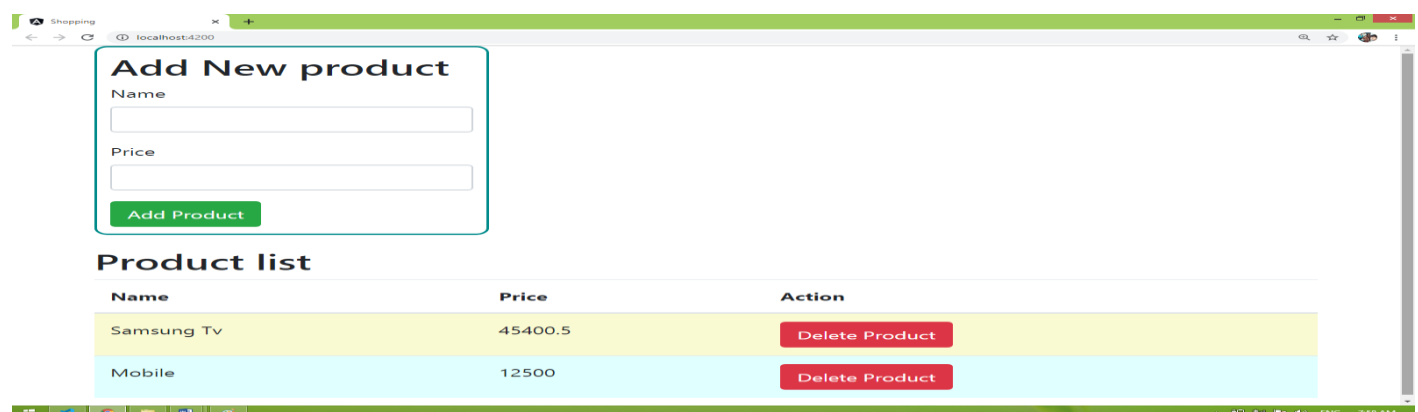 Shopping
localhost:4200
Add New product
Name
Price
Add Product
Product list
Name Price Action
Samsung Tv 45400.5 Delete Product
Mobile 12500 Delete Product